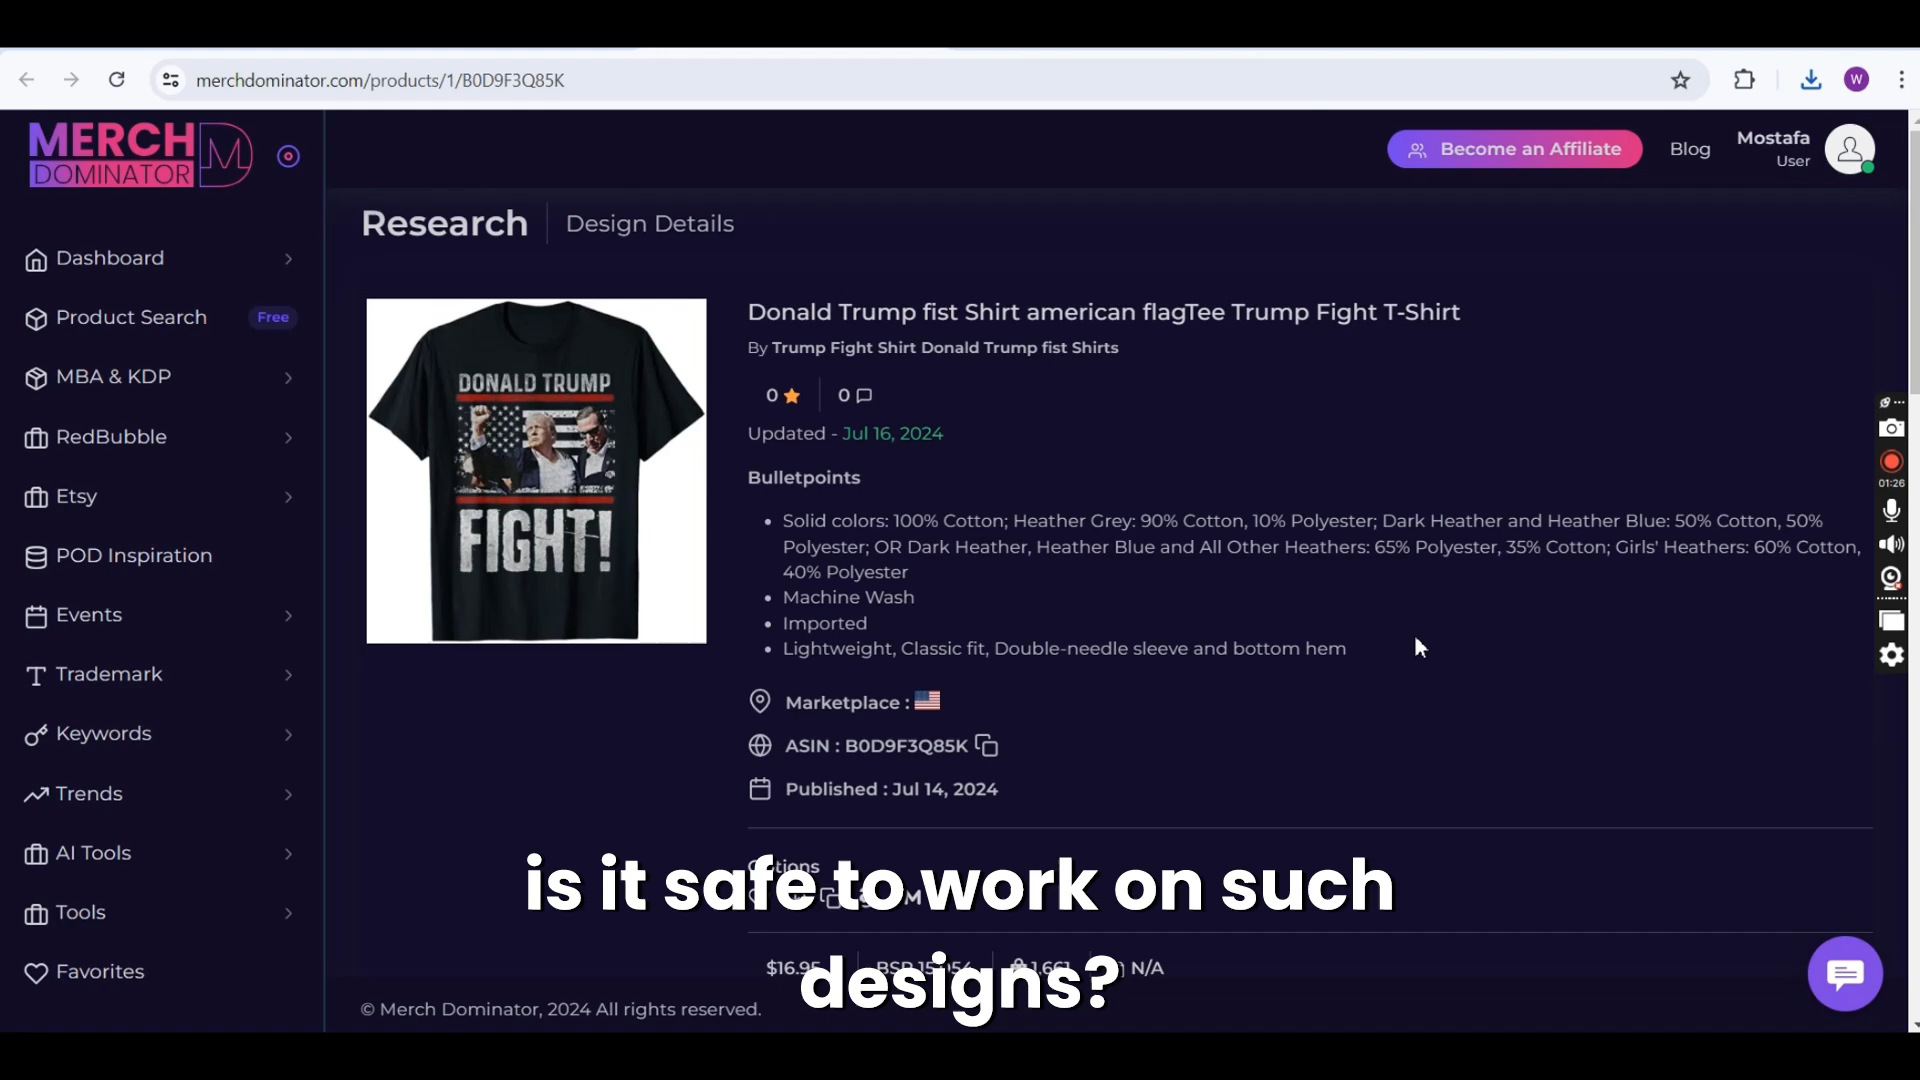 merchdominator.com/products/1/B0D9F3Q85K
W
MERCH
DOMINATOR
Become an Affiliate
Blog
Mostafa
User
Dashboard
Product Search
Free
MBA & KDP
RedBubble
Etsy
POD Inspiration
Events
Trademark
Keywords
Trends
AI Tools
Tools
Favorites
Research
Design Details
DONALD TRUMP
FIGHT!
Donald Trump fist Shirt american flagTee Trump Fight T-Shirt
By Trump Fight Shirt Donald Trump fist Shirts
0
0
Updated - Jul 16, 2024
Bulletpoints
Solid colors: 100% Cotton; Heather Grey: 90% Cotton, 10% Polyester; Dark Heather and Heather Blue: 50% Cotton, 50%
Polyester; OR Dark Heather, Heather Blue and All Other Heathers: 65% Polyester, 35% Cotton; Girls' Heathers: 60% Cotton,
40% Polyester
Machine Wash
Imported
Lightweight, Classic fit, Double-needle sleeve and bottom hem
Marketplace :
ASIN : B0D9F3Q85K
Published : Jul 14, 2024
01:26
is it safe to work on such
designs?
N/A
© Merch Dominator, 2024 All rights reserved.